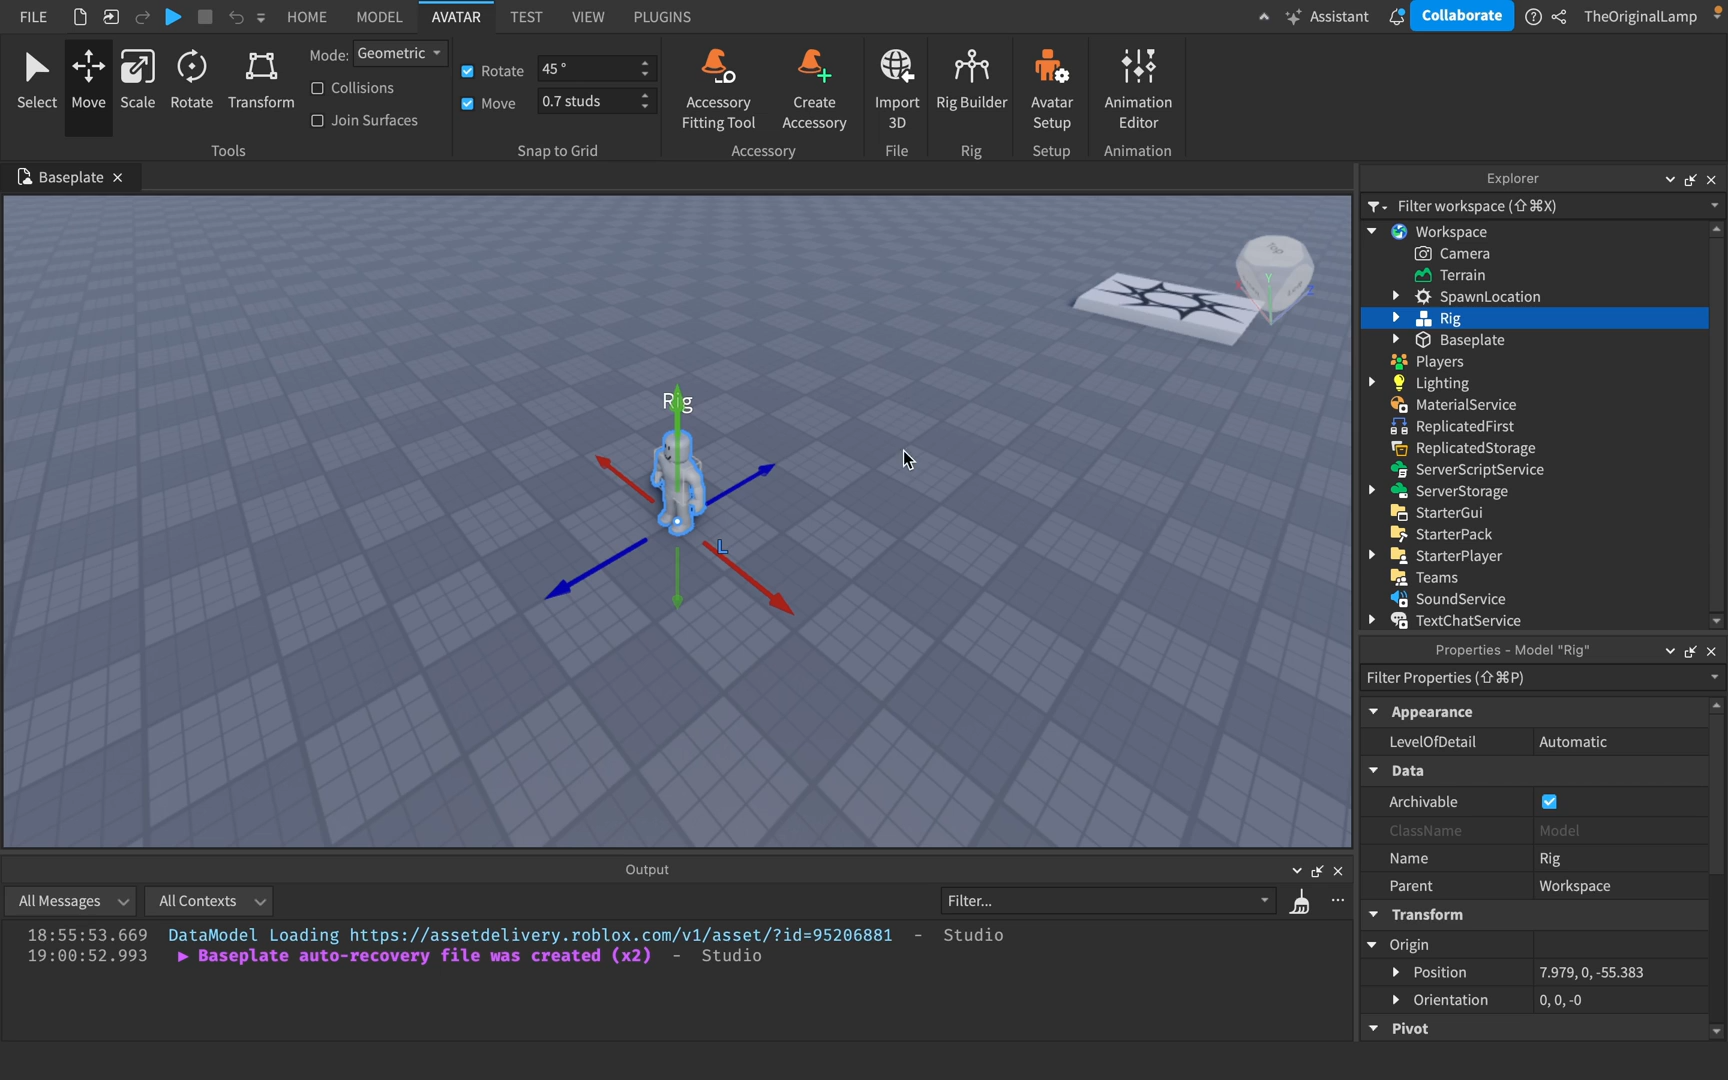 FILE HOME MODEL AVATAR TEST VIEW PLUGINS Assistant Collaborate TheOriginalLamp
Select Move Scale Rotate Transform
Mode: Geometric
Collisions
Join Surfaces
Tools
Rotate 45 °
Move 0.7 studs
Snap to Grid
Accessory Fitting Tool
Create Accessory
Accessory
Import 3D
File
Rig Builder
Rig
Avatar Setup
Setup
Animation Editor
Animation
Baseplate
Rig
L
Y
Explorer
Filter workspace (⇧⌘X)
Workspace
Camera
Terrain
SpawnLocation
Rig
Baseplate
Players
Lighting
MaterialService
ReplicatedFirst
ReplicatedStorage
ServerScriptService
ServerStorage
StarterGui
StarterPack
StarterPlayer
Teams
SoundService
TextChatService
Properties - Model "Rig"
Filter Properties (⇧⌘P)
Appearance
LevelOfDetail Automatic
Data
Archivable
ClassName Model
Name Rig
Parent Workspace
Transform
Origin
Position 7.979, 0, -55.383
Orientation 0, 0, -0
Pivot
Output
All Messages All Contexts Filter... ...
18:55:53.669 DataModel Loading https://assetdelivery.roblox.com/v1/asset/?id=95206881 - Studio
19:00:52.993 ▶ Baseplate auto-recovery file was created (x2) - Studio